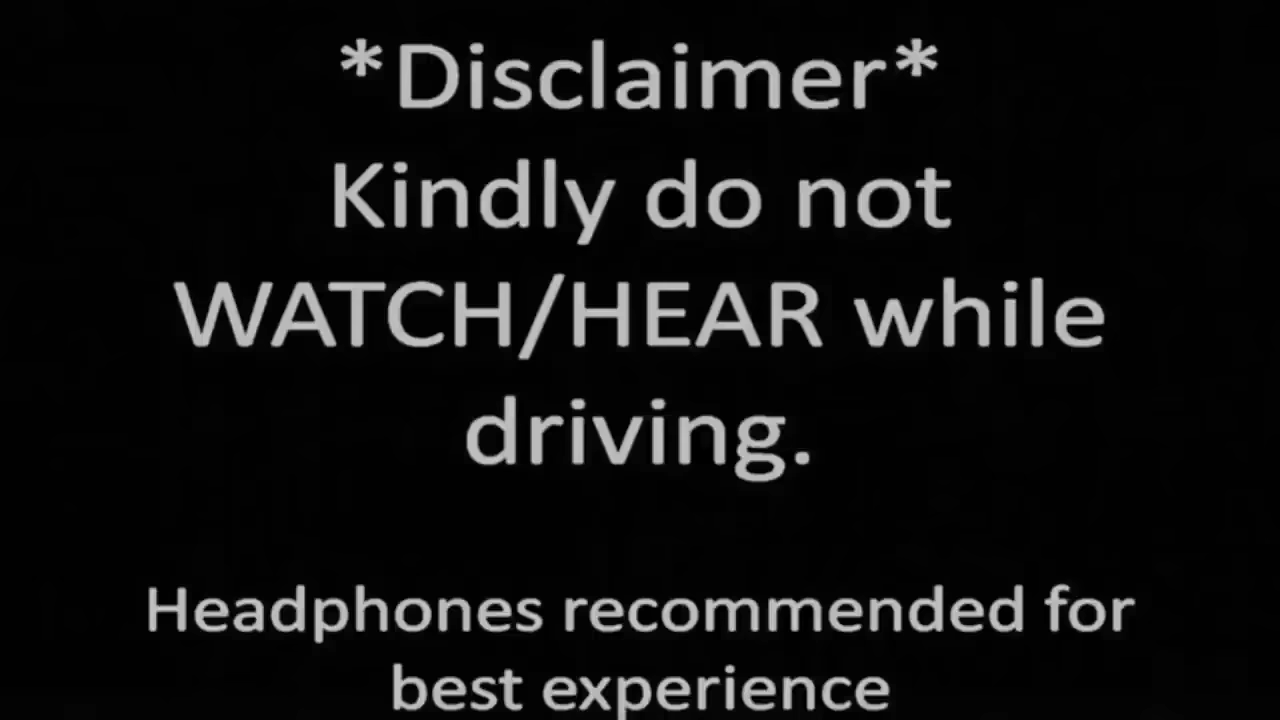 *Disclaimer*
Kindly do not
WATCH/HEAR while
driving.
Headphones recommended for
best experience